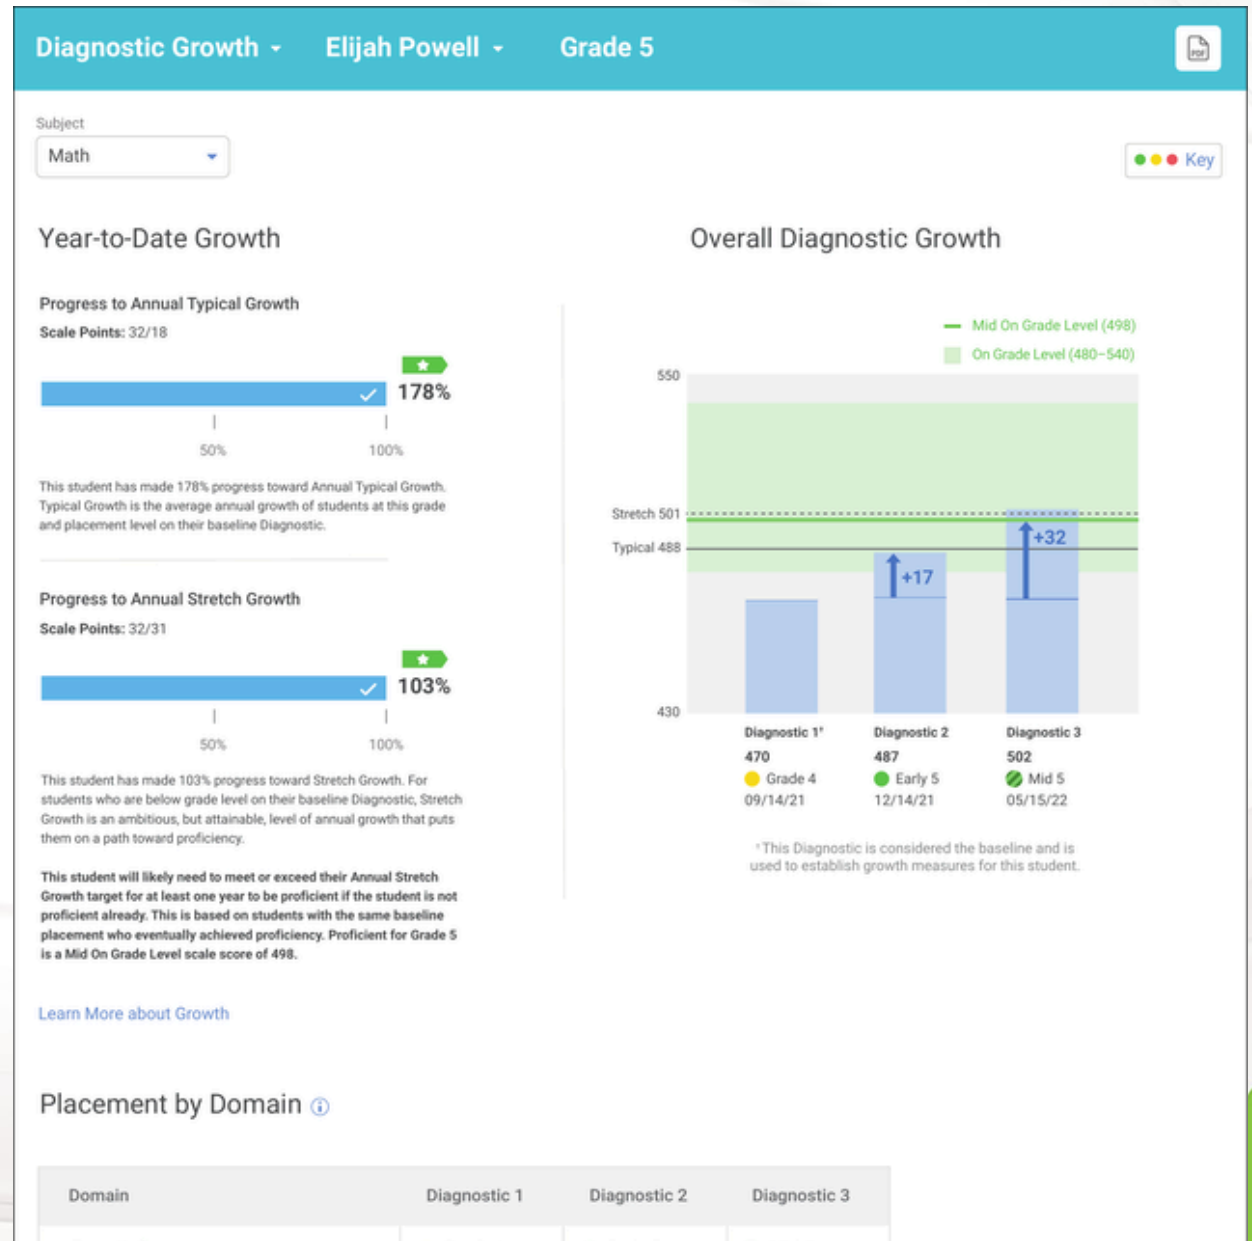 Diagnostic Growth Elijah Powell Grade 5
PDF
Subject
Math
Key
Year-to-Date Growth
Progress to Annual Typical Growth
Scale Points: 32/18
178%
50% 100%
This student has made 178% progress toward Annual Typical Growth.
Typical Growth is the average annual growth of students at this grade
and placement level on their baseline Diagnostic.
Progress to Annual Stretch Growth
Scale Points: 32/31
103%
50% 100%
This student has made 103% progress toward Stretch Growth. For
students who are below grade level on their baseline Diagnostic, Stretch
Growth is an ambitious, but attainable, level of annual growth that puts
them on a path toward proficiency.
This student will likely need to meet or exceed their Annual Stretch
Growth target for at least one year to be proficient if the student is not
proficient already. This is based on students with the same baseline
placement who eventually achieved proficiency. Proficient for Grade 5
is a Mid On Grade Level scale score of 498.
Learn More about Growth
Overall Diagnostic Growth
Mid On Grade Level (498)
On Grade Level (480–540)
550
Stretch 501
Typical 488
+32
+17
430
Diagnostic 1† Diagnostic 2 Diagnostic 3
470 487 502
Grade 4 Early 5 Mid 5
09/14/21 12/14/21 05/15/22
†This Diagnostic is considered the baseline and is
used to establish growth measures for this student.
Placement by Domain
Domain Diagnostic 1 Diagnostic 2 Diagnostic 3